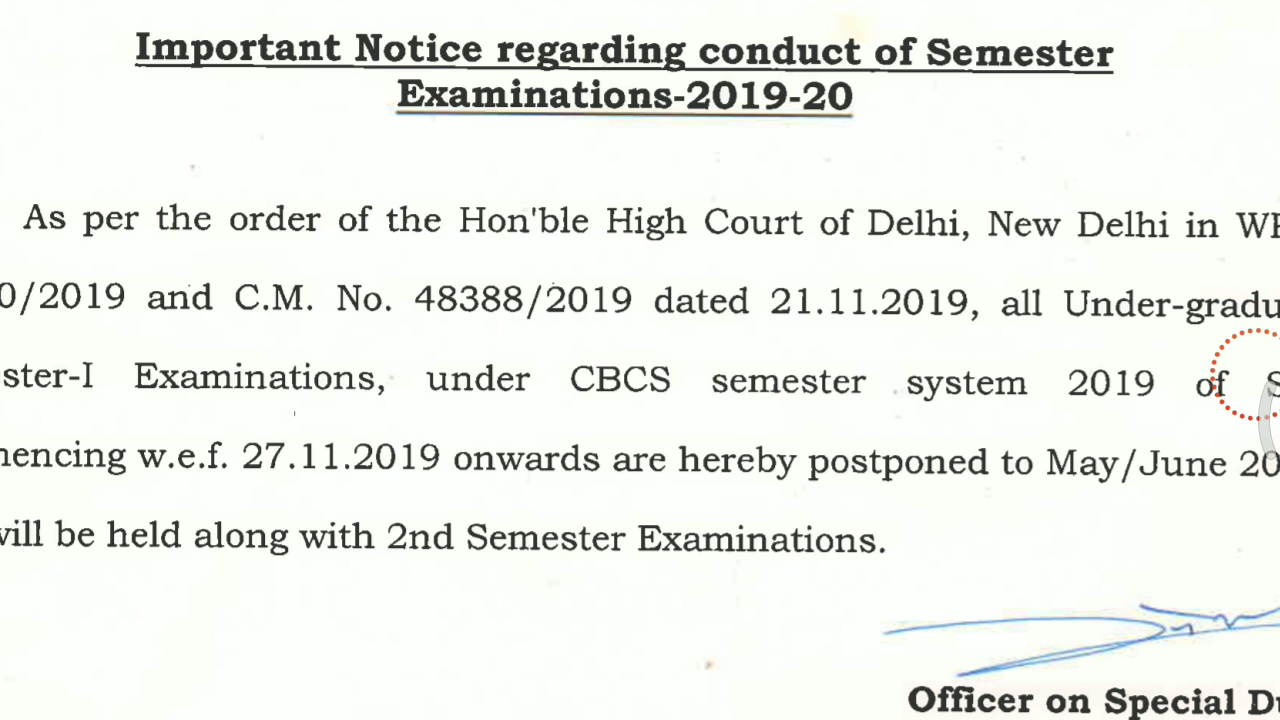 Important Notice regarding conduct of Semester
Examinations-2019-20
As per the order of the Hon'ble High Court of Delhi, New Delhi in
0/2019 and C.M. No. 48388/2019 dated 21.11.2019, all Under-gradu
ster-I Examinations, under CBCS semester system 2019 of S
encing w.e.f. 27.11.2019 onwards are hereby postponed to May/June 20
will be held along with 2nd Semester Examinations.
Officer on Special Du